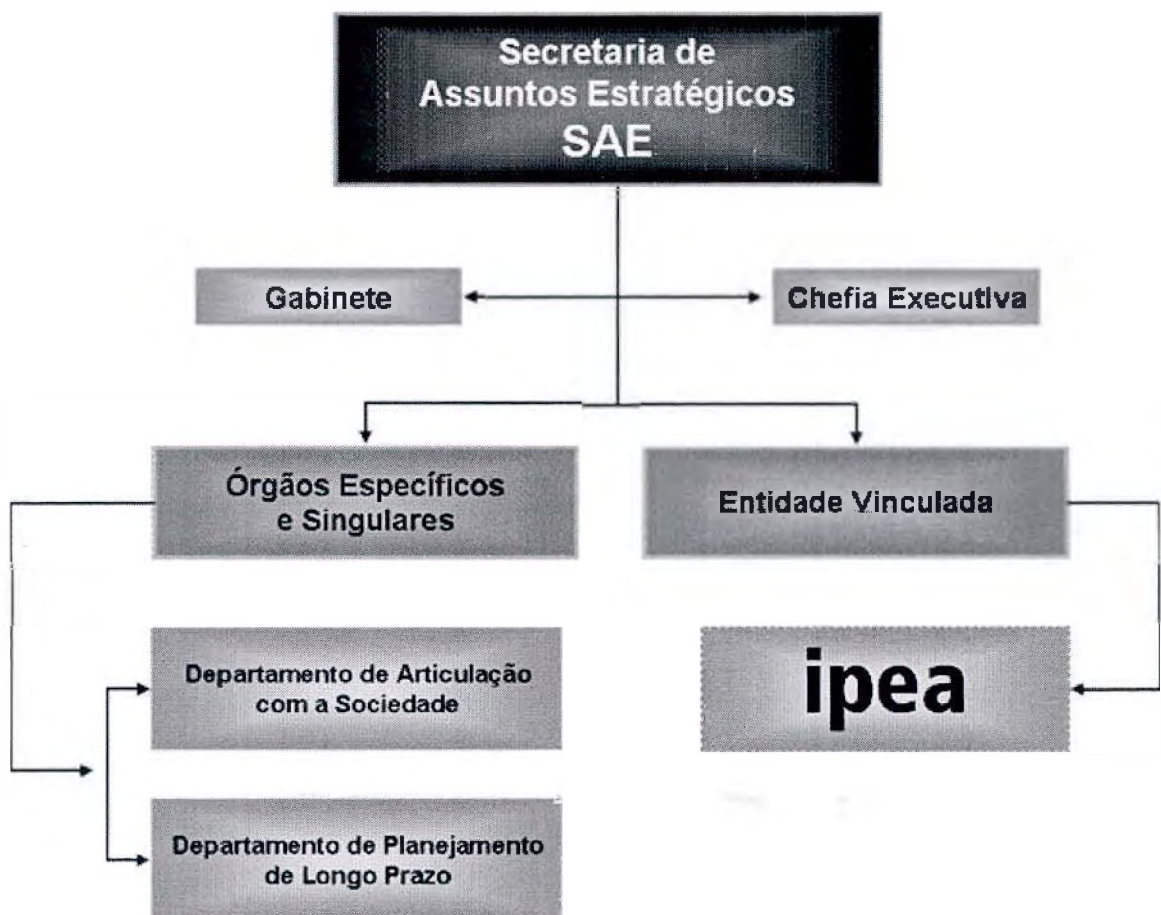 Secretaria de
Assuntos Estratégicos
SAE
Gabinete
Chefia Executiva
Órgãos Específicos
e Singulares
Entidade Vinculada
Departamento de Articulação
com a Sociedade
ipea
Departamento de Planejamento
de Longo Prazo